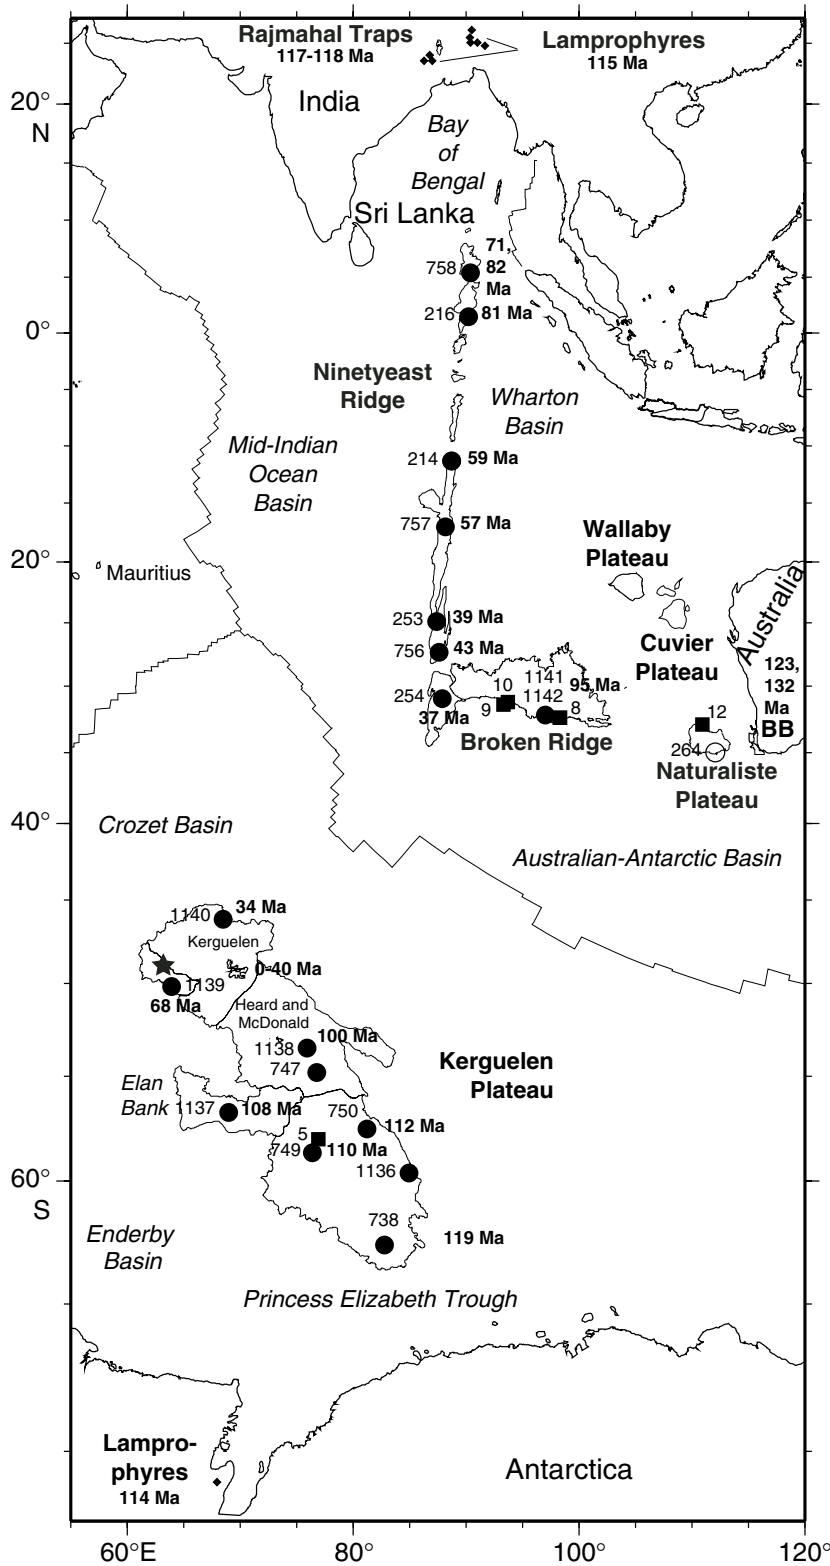 Rajmahal Traps
117-118 Ma
Lamprophyres
115 Ma
20°
N
India
Bay
of
Bengal
Sri Lanka
71,
758
82
Ma
216
81 Ma
0°
Ninetyeast
Ridge
Wharton
Basin
Mid-Indian
Ocean
Basin
214
59 Ma
757
57 Ma
Wallaby
Plateau
20°
Mauritius
Australia
253
39 Ma
756
43 Ma
Cuvier
Plateau
123,
132
Ma
BB
254
37 Ma
10
9
1141
1142
95 Ma
8
12
264
Broken Ridge
Naturaliste
Plateau
40°
Crozet Basin
Australian-Antarctic Basin
1140
34 Ma
Kerguelen
0-40 Ma
1139
68 Ma
Heard and
McDonald
100 Ma
1138
747
Kerguelen
Plateau
Elan
Bank
1137
108 Ma
750
112 Ma
5
749
110 Ma
1136
60°
S
738
119 Ma
Enderby
Basin
Princess Elizabeth Trough
Lampro-
phyres
114 Ma
Antarctica
60°E
80°
100°
120°